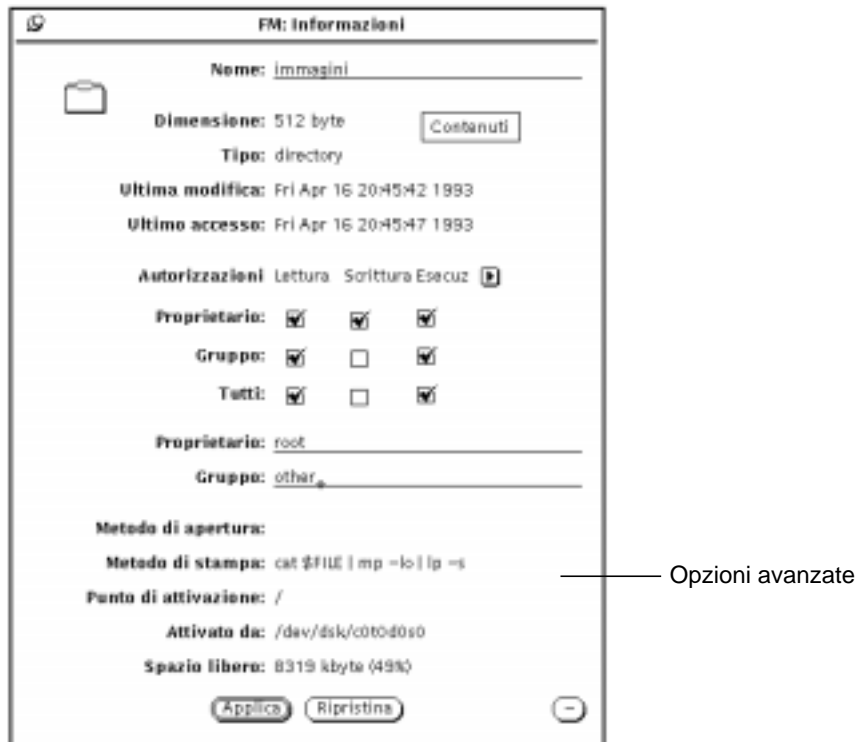 FM: Informazioni
Nome: immagini
Dimensione: 512 byte
Contenuti
Tipo: directory
Ultima modifica: Fri Apr 16 20:45:42 1993
Ultimo accesso: Fri Apr 16 20:45:47 1993
Autorizzazioni Lettura Scrittura Esecuz
Proprietario:
Gruppo:
Tutti:
Proprietario: root
Gruppo: other
Metodo di apertura:
Metodo di stampa: cat $FILE | mp -lo | lp -s
Opzioni avanzate
Punto di attivazione: /
Attivato da: /dev/dsk/c0t0d0s0
Spazio libero: 8319 kbyte (49%)
Applica Ripristina −